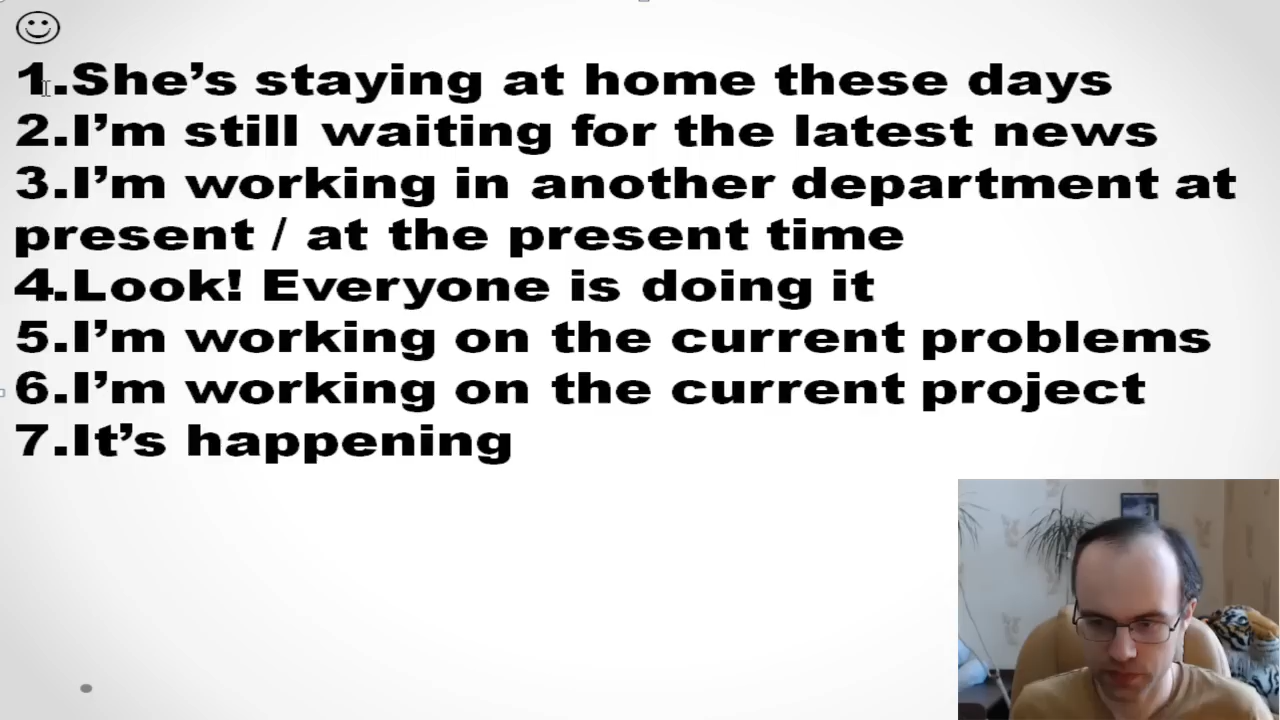 1.She’s staying at home these days
2.I’m still waiting for the latest news
3.I’m working in another department at
present / at the present time
4.Look! Everyone is doing it
5.I’m working on the current problems
6.I’m working on the current project
7.It’s happening